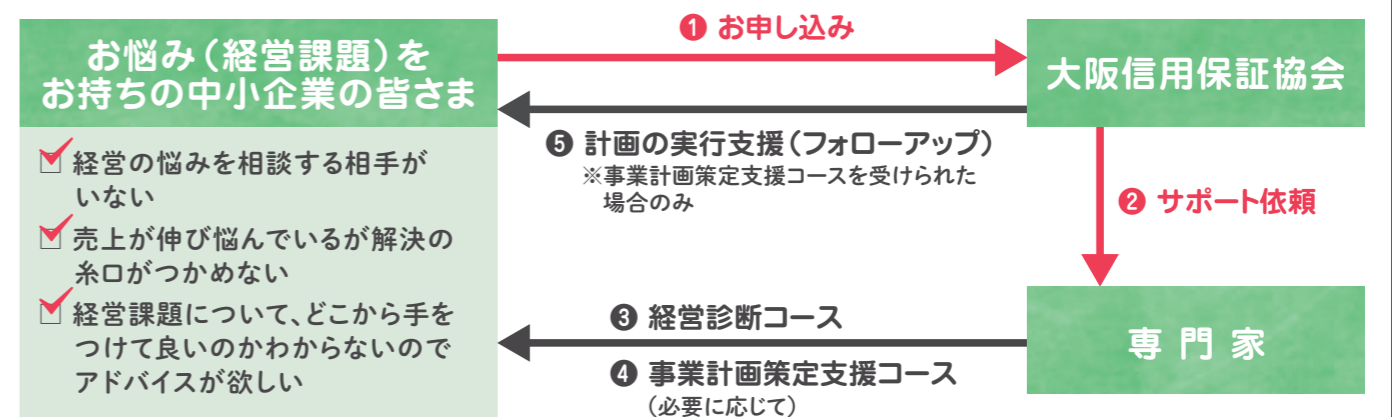 お悩み（経営課題）を
お持ちの中小企業の皆さま
経営の悩みを相談する相手が
いない
売上が伸び悩んでいるが解決の
糸口がつかめない
経営課題について、どこから手を
つけて良いのかわからないので
アドバイスが欲しい
❶ お申し込み
大阪信用保証協会
❺ 計画の実行支援（フォローアップ）
※事業計画策定支援コースを受けられた
場合のみ
❷ サポート依頼
❸ 経営診断コース
専門家
❹ 事業計画策定支援コース
（必要に応じて）